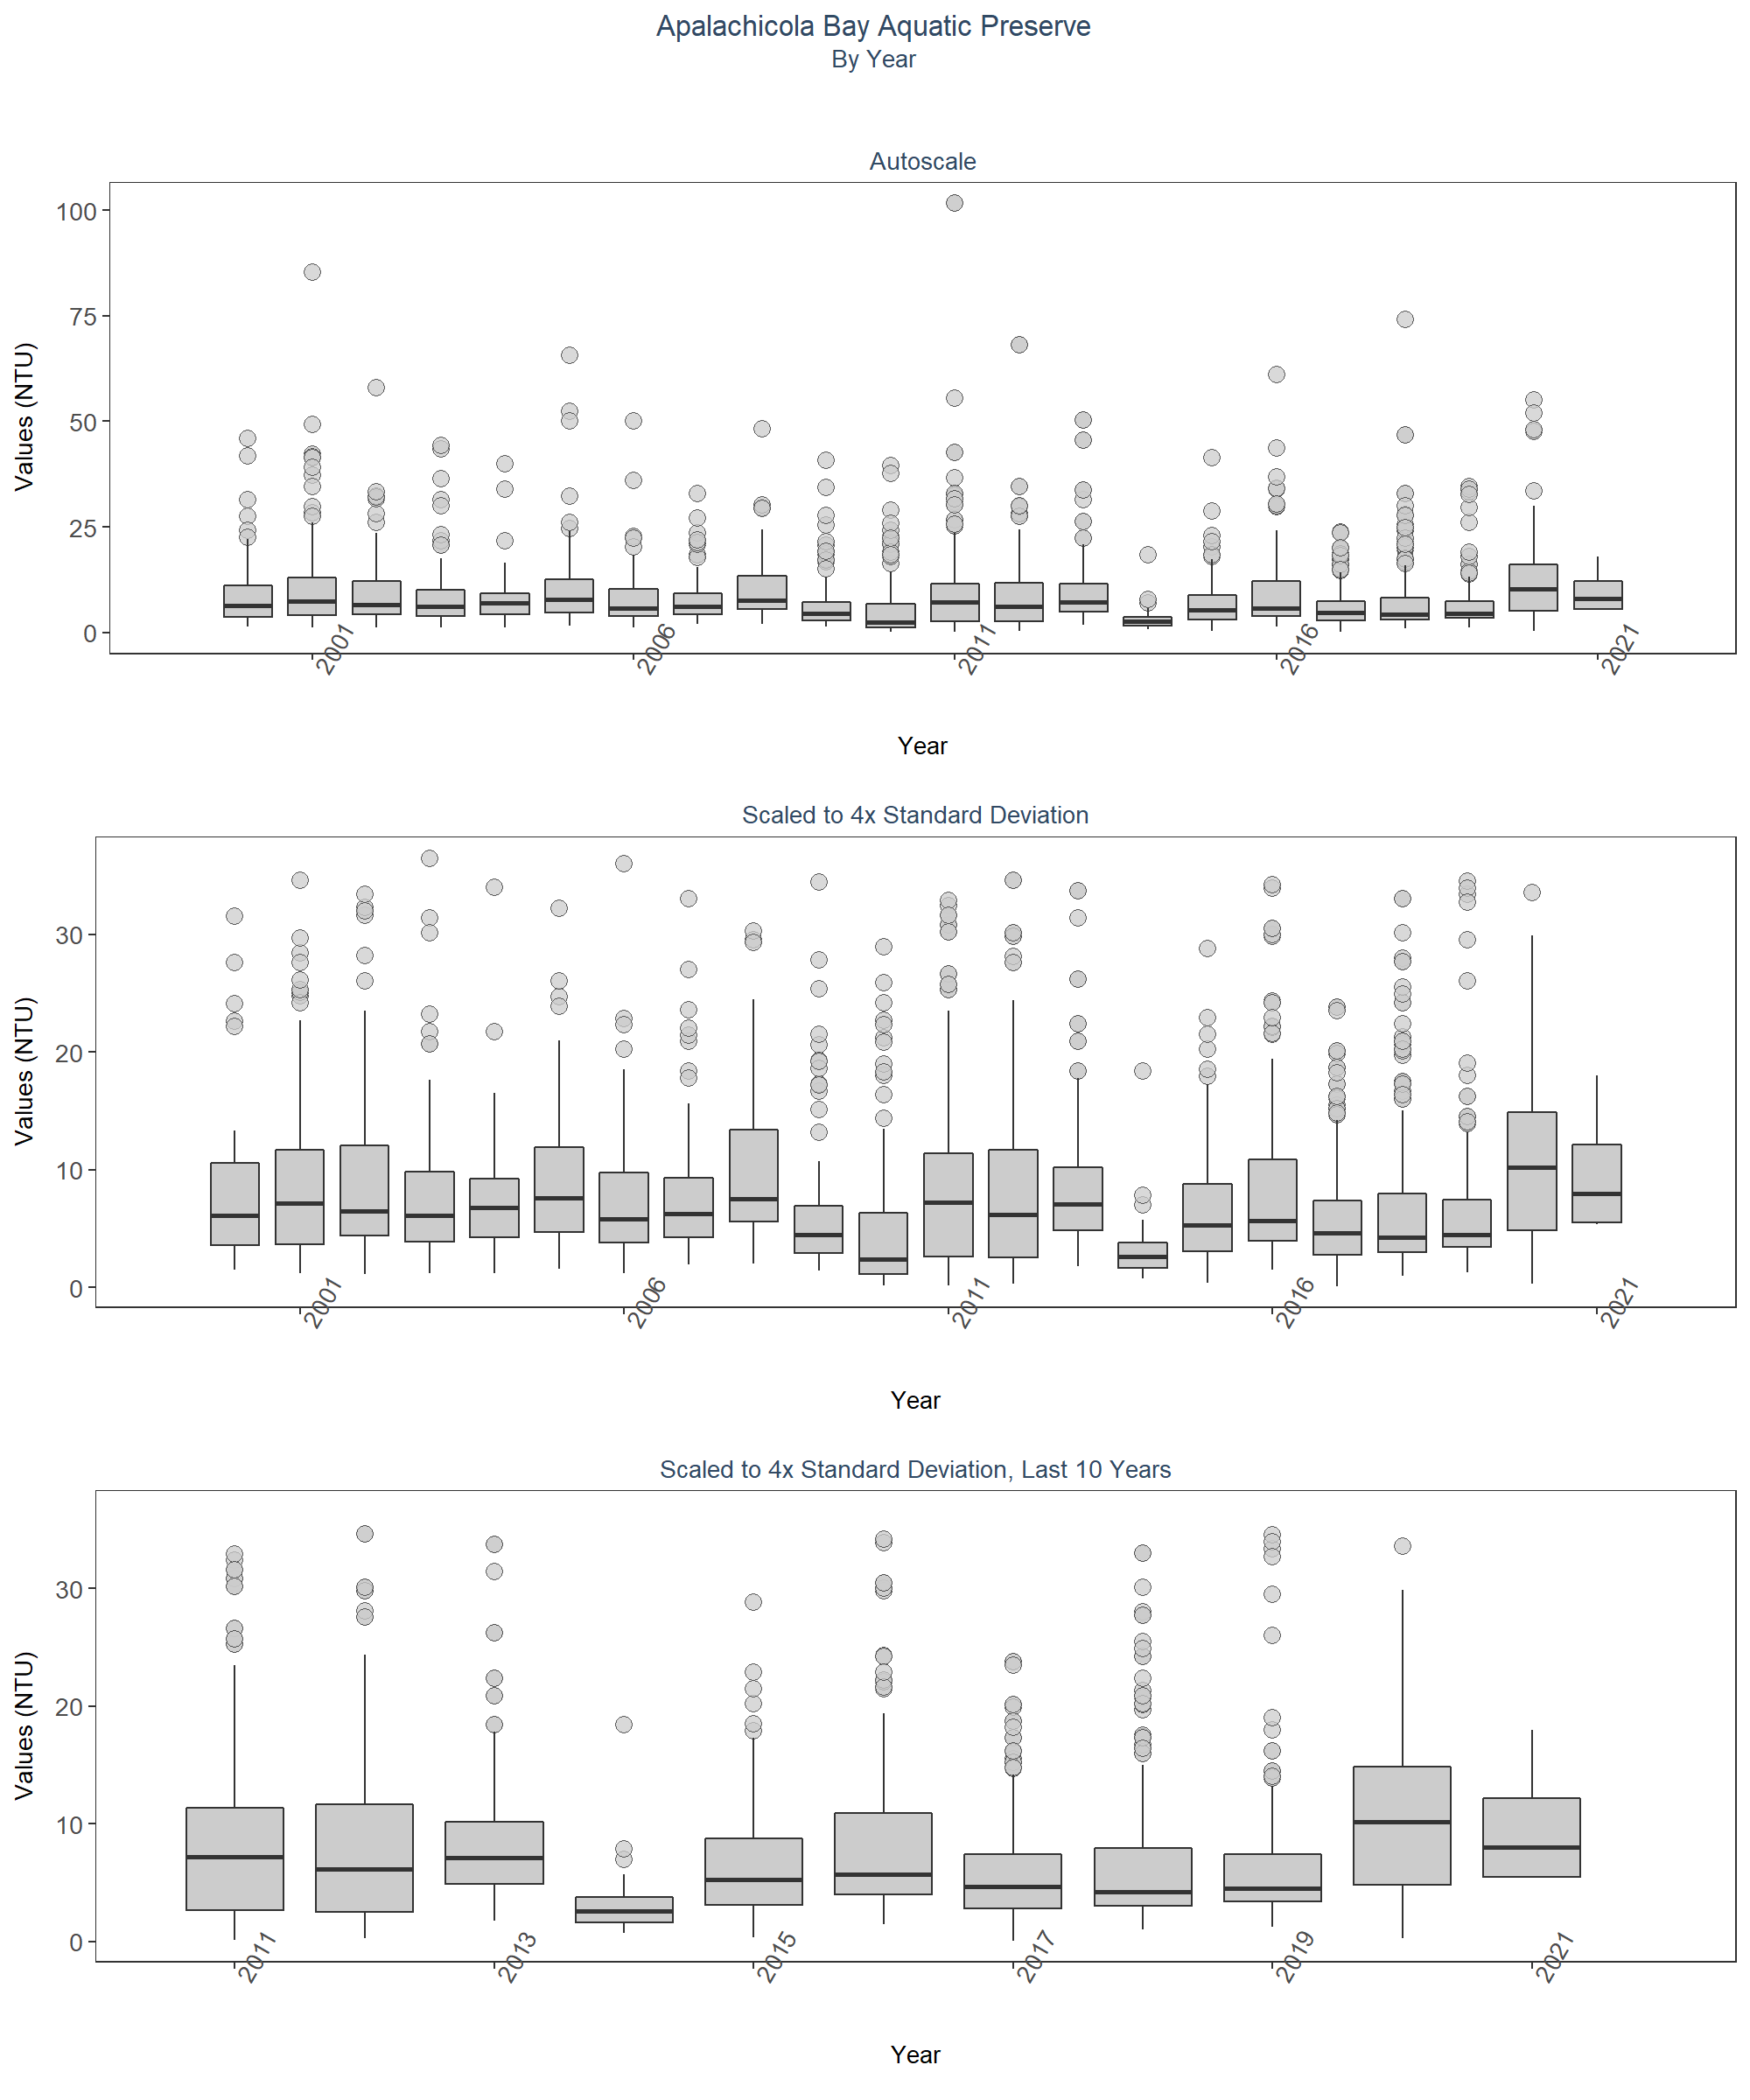 Apalachicola Bay Aquatic Preserve
By Year
Autoscale
Values (NTU)
100
75
50
25
0
2001
2006
2011
2016
2021
Year
Scaled to 4x Standard Deviation
Values (NTU)
30
20
10
0
2001
2006
2011
2016
2021
Year
Scaled to 4x Standard Deviation, Last 10 Years
Values (NTU)
30
20
10
0
2011
2013
2015
2017
2019
2021
Year